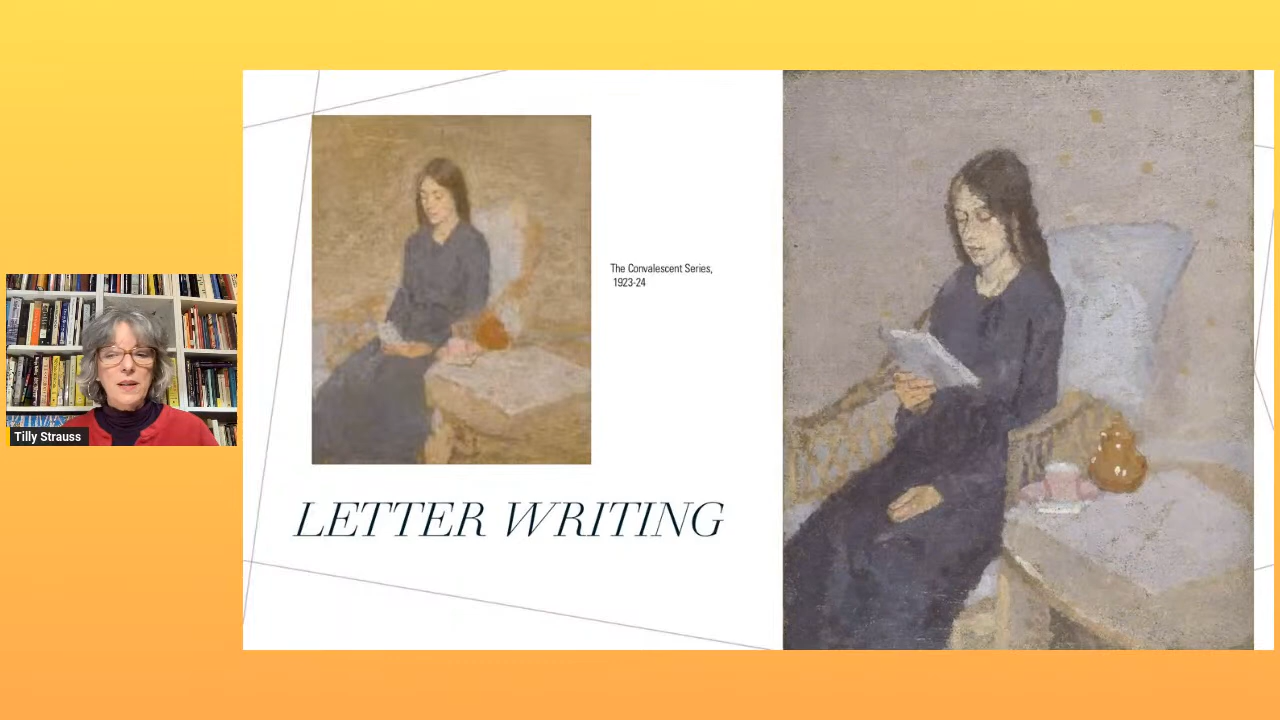 The Convalescent Series,
1923-24
LETTER WRITING
Tilly Strauss